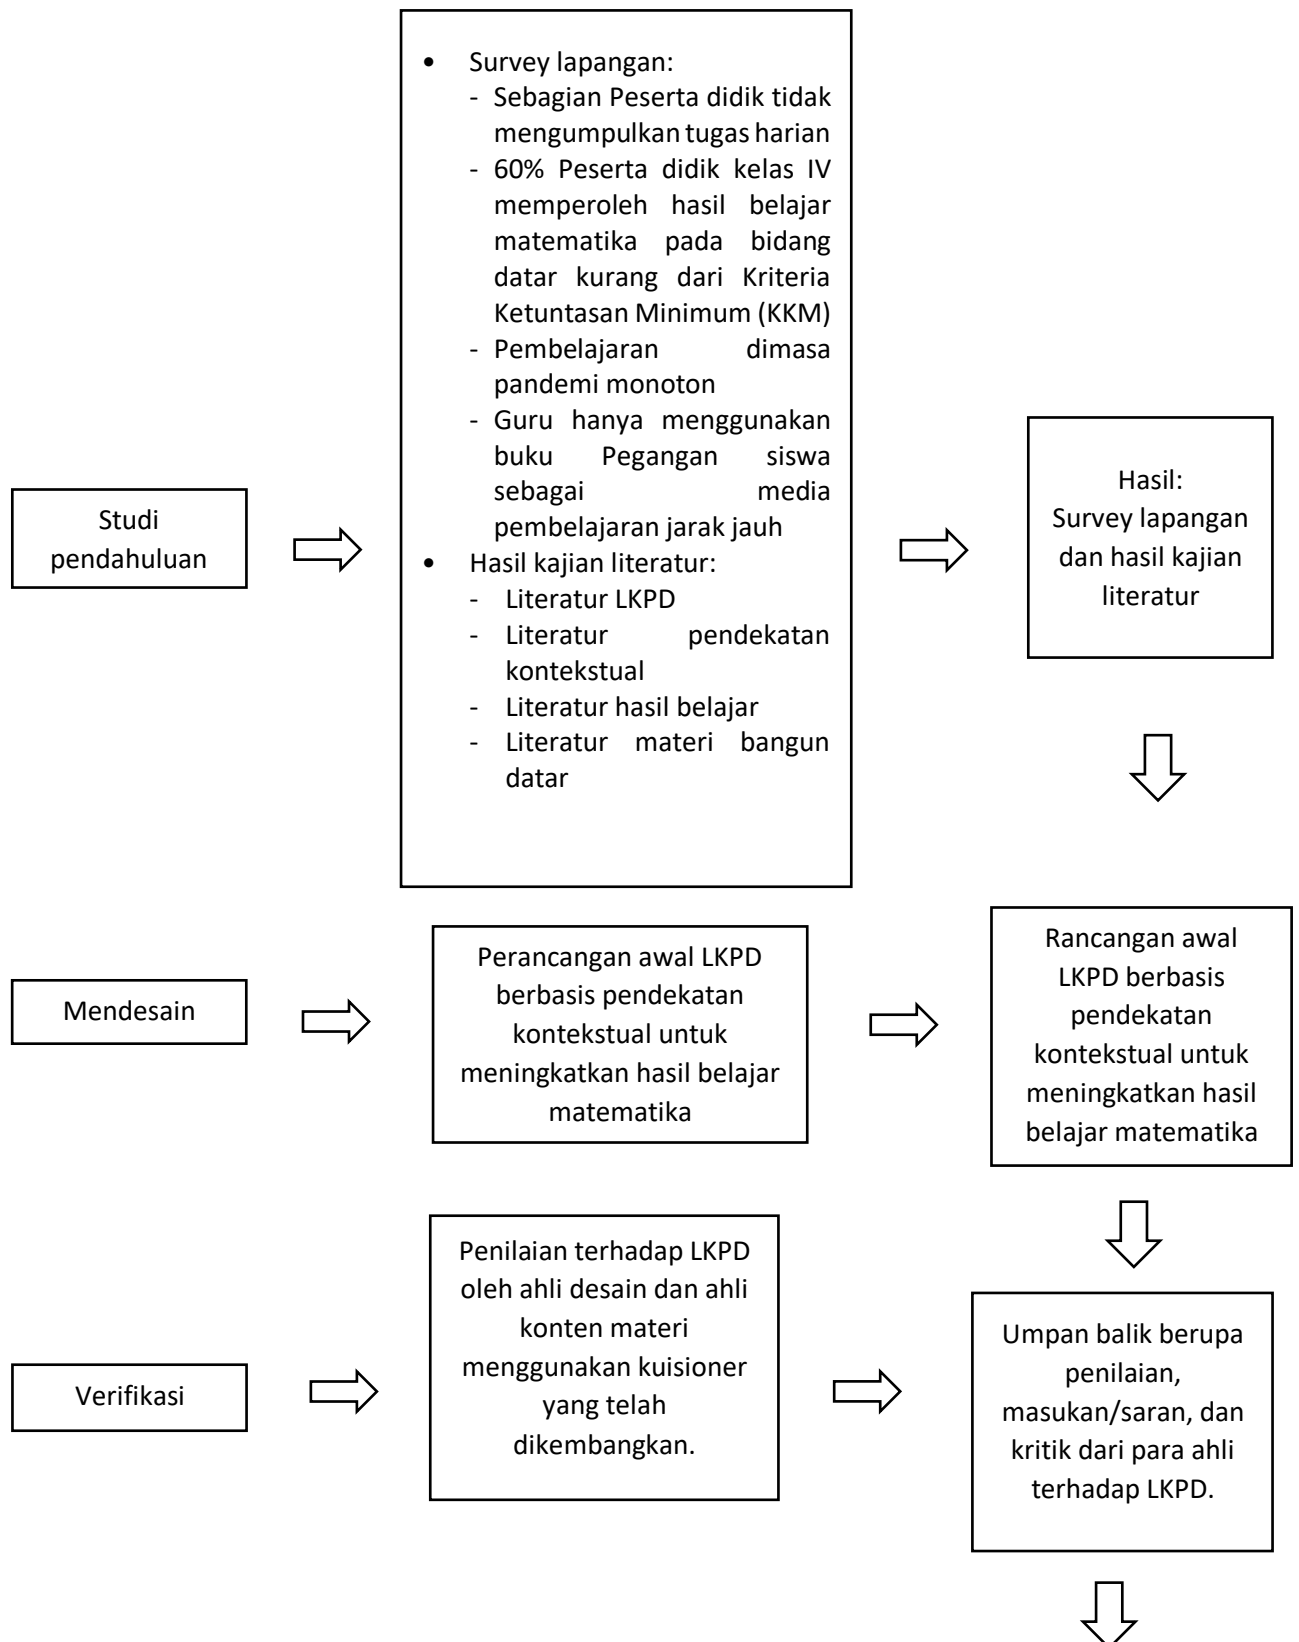 Studi
pendahuluan
• Survey lapangan:
- Sebagian Peserta didik tidak
mengumpulkan tugas harian
- 60% Peserta didik kelas IV
memperoleh hasil belajar
matematika pada bidang
datar kurang dari Kriteria
Ketuntasan Minimum (KKM)
- Pembelajaran dimasa
pandemi monoton
- Guru hanya menggunakan
buku Pegangan siswa
sebagai media
pembelajaran jarak jauh
• Hasil kajian literatur:
- Literatur LKPD
- Literatur pendekatan
kontekstual
- Literatur hasil belajar
- Literatur materi bangun
datar
Hasil:
Survey lapangan
dan hasil kajian
literatur
Mendesain
Perancangan awal LKPD
berbasis pendekatan
kontekstual untuk
meningkatkan hasil belajar
matematika
Rancangan awal
LKPD berbasis
pendekatan
kontekstual untuk
meningkatkan hasil
belajar matematika
Verifikasi
Penilaian terhadap LKPD
oleh ahli desain dan ahli
konten materi
menggunakan kuisioner
yang telah
dikembangkan.
Umpan balik berupa
penilaian,
masukan/saran, dan
kritik dari para ahli
terhadap LKPD.